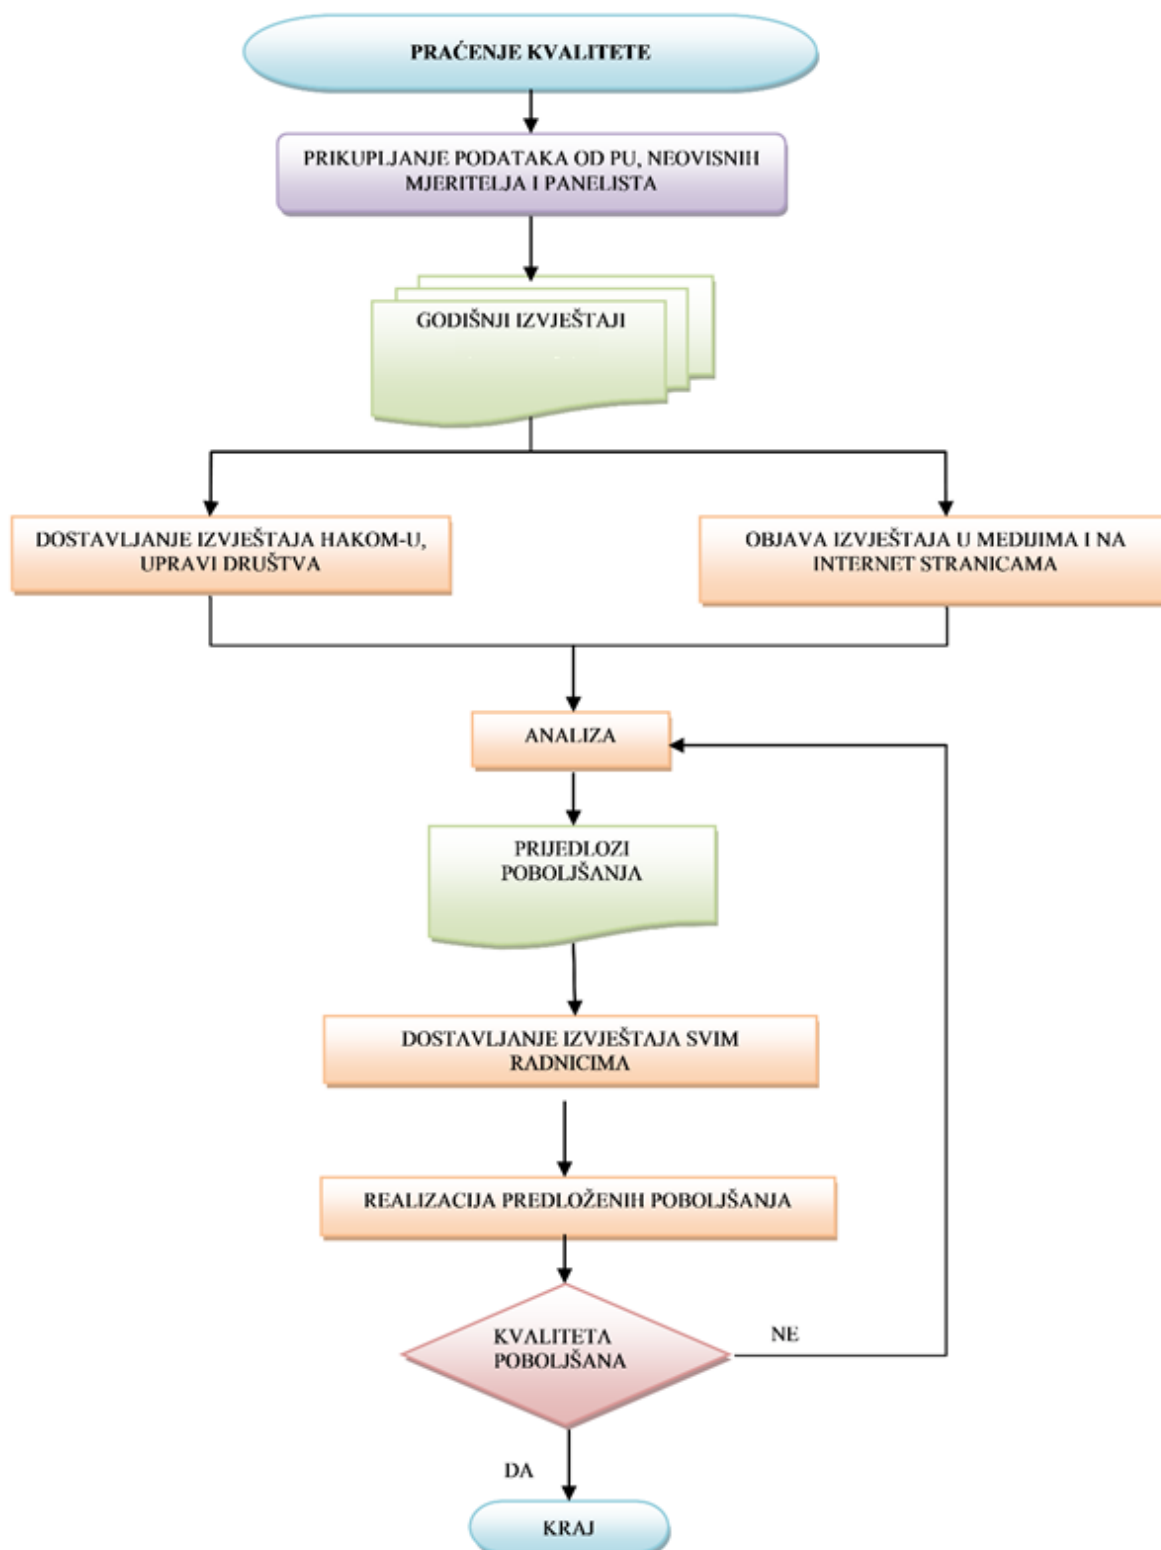 PRAĆENJE KVALITETE
PRIKUPLJANJE PODATAKA OD PU, NEOVISNIH
MJERITELJA I PANELISTA
GODIŠNJI IZVJEŠTAJI
DOSTAVLJANJE IZVJEŠTAJA HAKOM-U,
UPRAVI DRUŠTVA
OBJAVA IZVJEŠTAJA U MEDIJIMA I NA
INTERNET STRANICAMA
ANALIZA
PRIJEDLOZI
POBOLJŠANJA
DOSTAVLJANJE IZVJEŠTAJA SVIM
RADNICIMA
REALIZACIJA PREDLOŽENIH POBOLJŠANJA
KVALITETA
POBOLJŠANA
NE
DA
KRAJ